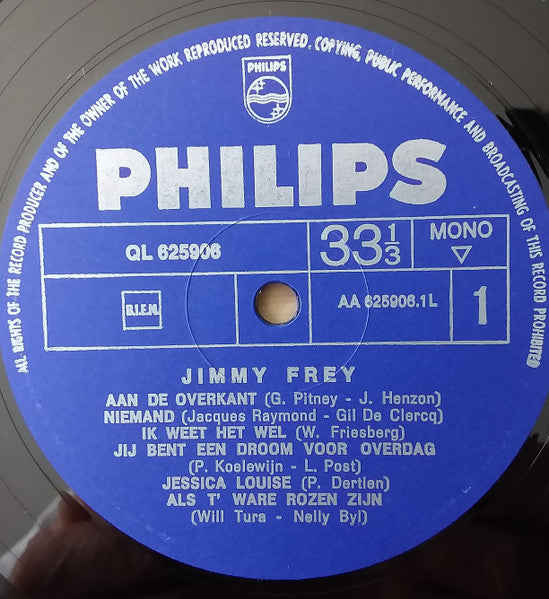 ALL RIGHTS OF THE RECORD PRODUCER AND OF THE OWNER OF THE WORK REPRODUCED RESERVED. COPYING, PUBLIC PERFORMANCE AND BROADCASTING OF THIS RECORD PROHIBITED
PHILIPS
PHILIPS
QL 625906
33 1/3
MONO
B.I.E.M.
AA 625906.1L
1
JIMMY FREY
AAN DE OVERKANT (G. Pitney - J. Henzon)
NIEMAND (Jacques Raymond - Gil De Clercq)
IK WEET HET WEL (W. Friesberg)
JIJ BENT EEN DROOM VOOR OVERDAG
(P. Koelewijn - L. Post)
JESSICA LOUISE (P. Dertien)
ALS T' WARE ROZEN ZIJN
(Will Tura - Nelly Byl)